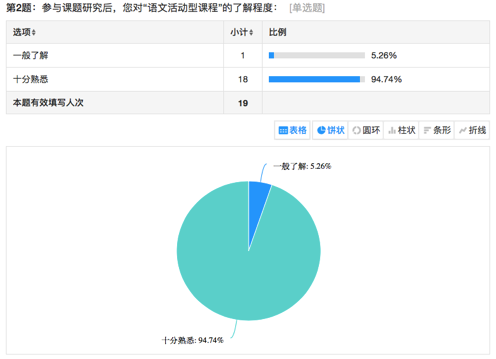 第2题：参与课题研究后，您对“语文活动型课程”的了解程度： [单选题]
选项 小计 比例
一般了解 1 5.26%
十分熟悉 18 94.74%
本题有效填写人次 19
表格 饼状 圆环 柱状 条形 折线
一般了解: 5.26%
十分熟悉: 94.74%